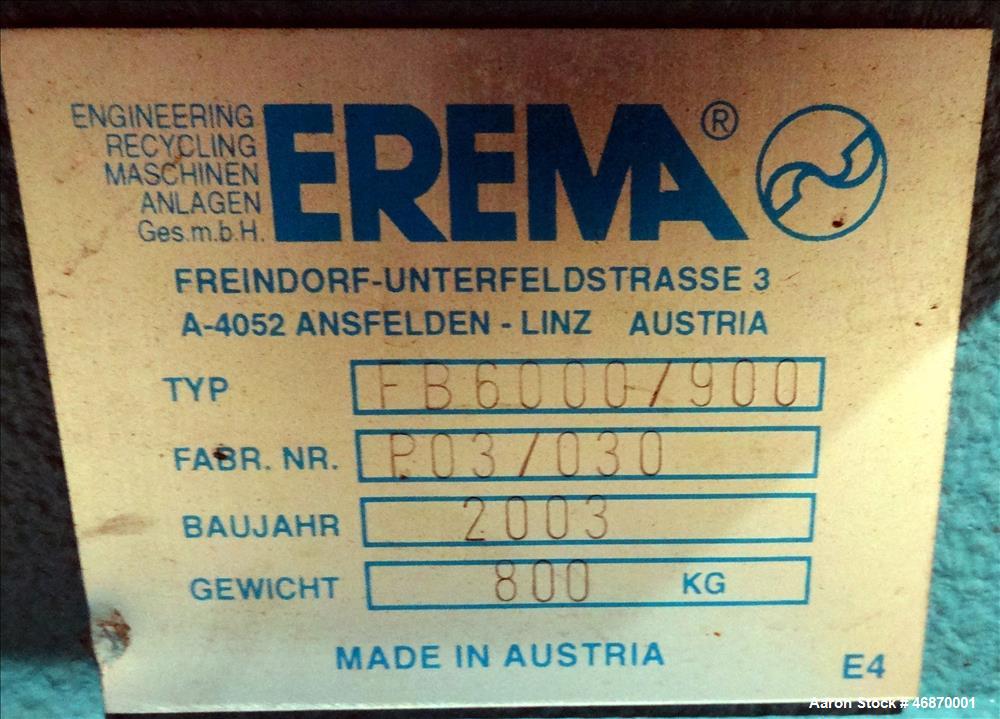 ENGINEERING
RECYCLING
MASCHINEN
ANLAGEN
Ges.m.b.H.
EREMA®
FREINDORF-UNTERFELDSTRASSE 3
A-4052 ANSFELDEN - LINZ AUSTRIA
TYP FB6000/900
FABR. NR. P03/030
BAUJAHR 2003
GEWICHT 800 KG
MADE IN AUSTRIA
E4
Aaron Stock # 46870001